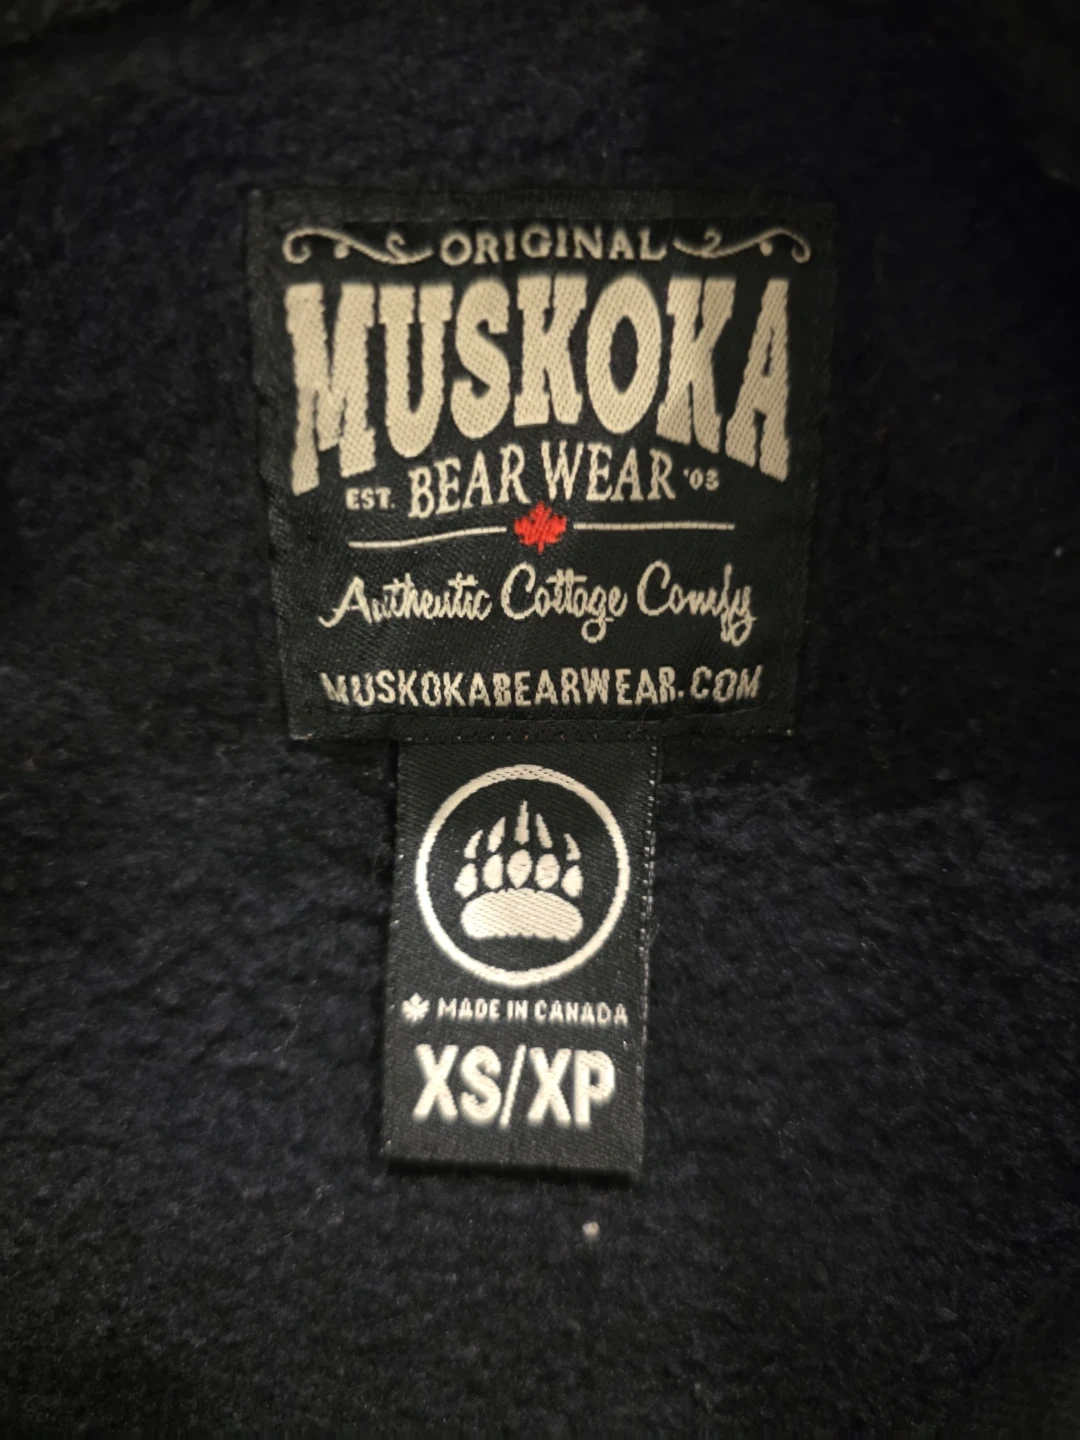 ORIGINAL
MUSKOKA
EST. BEAR WEAR '03
Authentic Cottage Comfy
MUSKOKABEARWEAR.COM
MADE IN CANADA
XS/XP